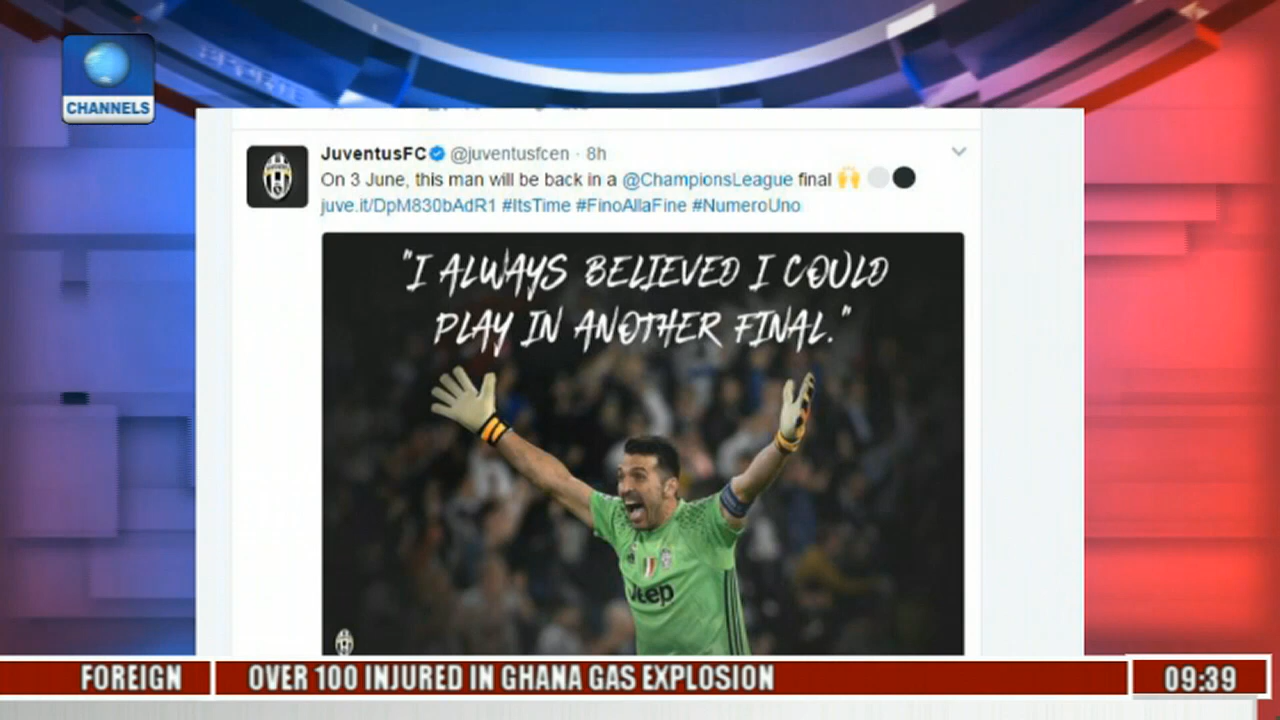 CHANNELS
JuventusFC @juventusfcen · 8h
On 3 June, this man will be back in a @ChampionsLeague final 🙌 ⚪⚫
juve.it/DpM830bAdR1 #ItsTime #FinoAllaFine #NumeroUno
"I ALWAYS BELIEVED I COULD
PLAY IN ANOTHER FINAL."
Jeep
FOREIGN OVER 100 INJURED IN GHANA GAS EXPLOSION 09:39